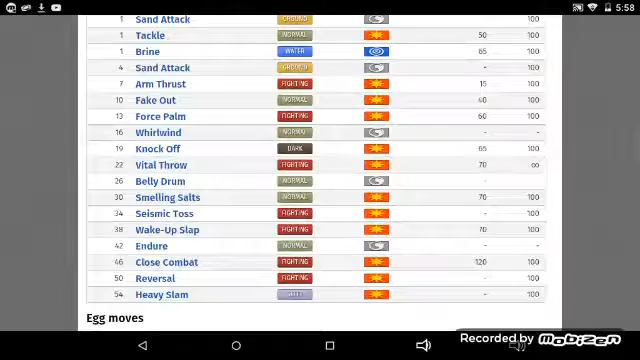 5:58
1 Sand Attack GROUND - 100
1 Tackle NORMAL 50 100
1 Brine WATER 65 100
4 Sand Attack GROUND - 100
7 Arm Thrust FIGHTING 15 100
10 Fake Out NORMAL 40 100
13 Force Palm FIGHTING 60 100
16 Whirlwind NORMAL - -
19 Knock Off DARK 65 100
22 Vital Throw FIGHTING 70 ∞
26 Belly Drum NORMAL - -
30 Smelling Salts NORMAL 70 100
34 Seismic Toss FIGHTING - 100
38 Wake-Up Slap FIGHTING 70 100
42 Endure NORMAL - -
46 Close Combat FIGHTING 120 100
50 Reversal FIGHTING - 100
54 Heavy Slam STEEL - 100
Egg moves
Recorded by MOBIZEN